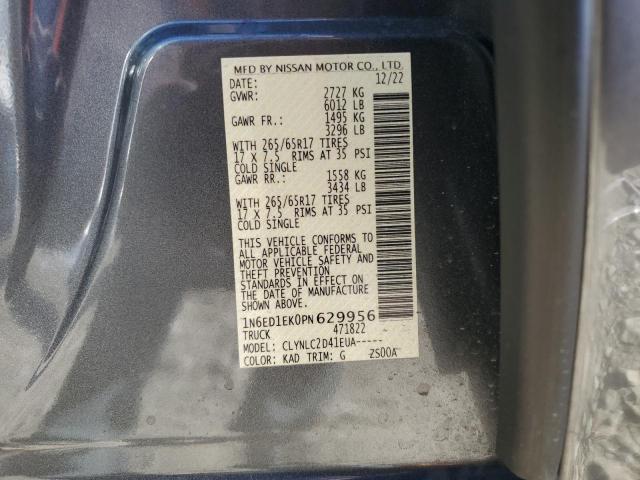 MFD BY NISSAN MOTOR CO., LTD.
DATE: 12/22
GVWR: 2727 KG
6012 LB
GAWR FR.: 1495 KG
3296 LB
WITH 265/65R17 TIRES
17 X 7.5 RIMS AT 35 PSI
COLD SINGLE
GAWR RR.: 1558 KG
3434 LB
WITH 265/65R17 TIRES
17 X 7.5 RIMS AT 35 PSI
COLD SINGLE
THIS VEHICLE CONFORMS TO
ALL APPLICABLE FEDERAL
MOTOR VEHICLE SAFETY AND
THEFT PREVENTION
STANDARDS IN EFFECT ON
THE DATE OF MANUFACTURE
SHOWN ABOVE.
1N6ED1EK0PN629956
TRUCK 471822
MODEL: CLYNLC2D41EUA-----
COLOR: KAD TRIM: G ZS00A